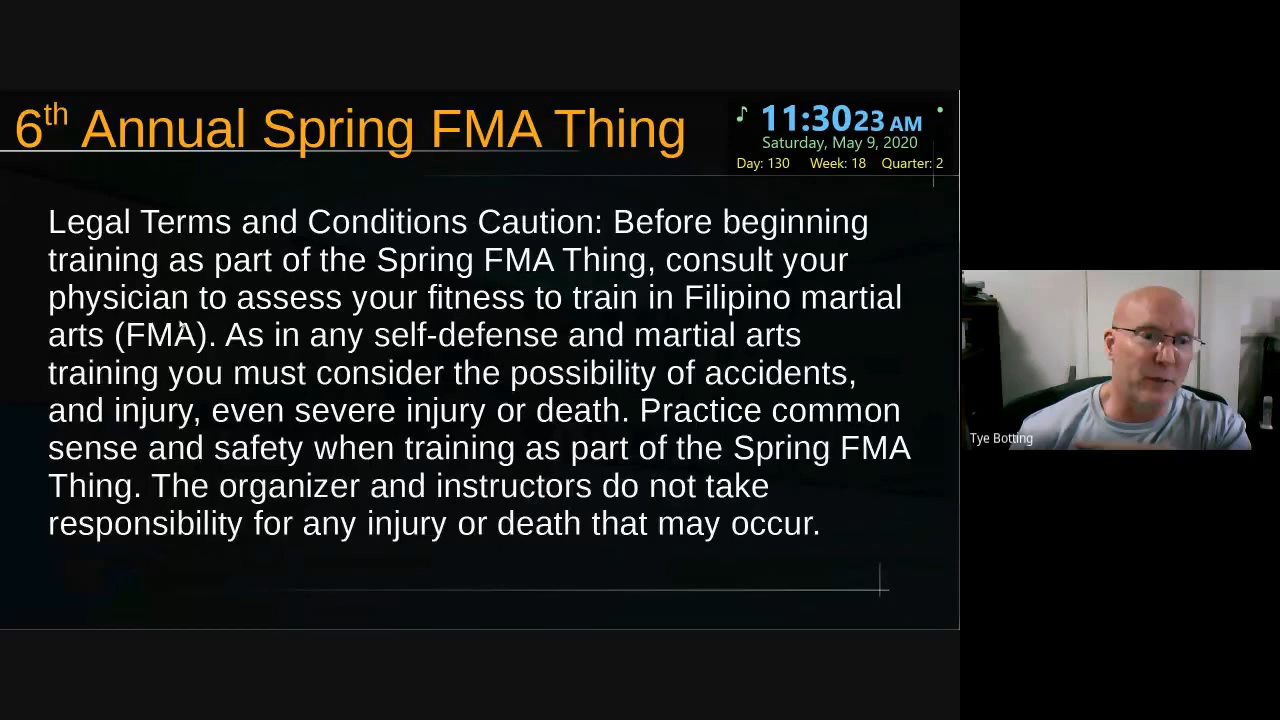 6th Annual Spring FMA Thing
11:30 23 AM
Saturday, May 9, 2020
Day: 130 Week: 18 Quarter: 2
Legal Terms and Conditions Caution: Before beginning
training as part of the Spring FMA Thing, consult your
physician to assess your fitness to train in Filipino martial
arts (FMA). As in any self-defense and martial arts
training you must consider the possibility of accidents,
and injury, even severe injury or death. Practice common
sense and safety when training as part of the Spring FMA
Thing. The organizer and instructors do not take
responsibility for any injury or death that may occur.
Tye Botting